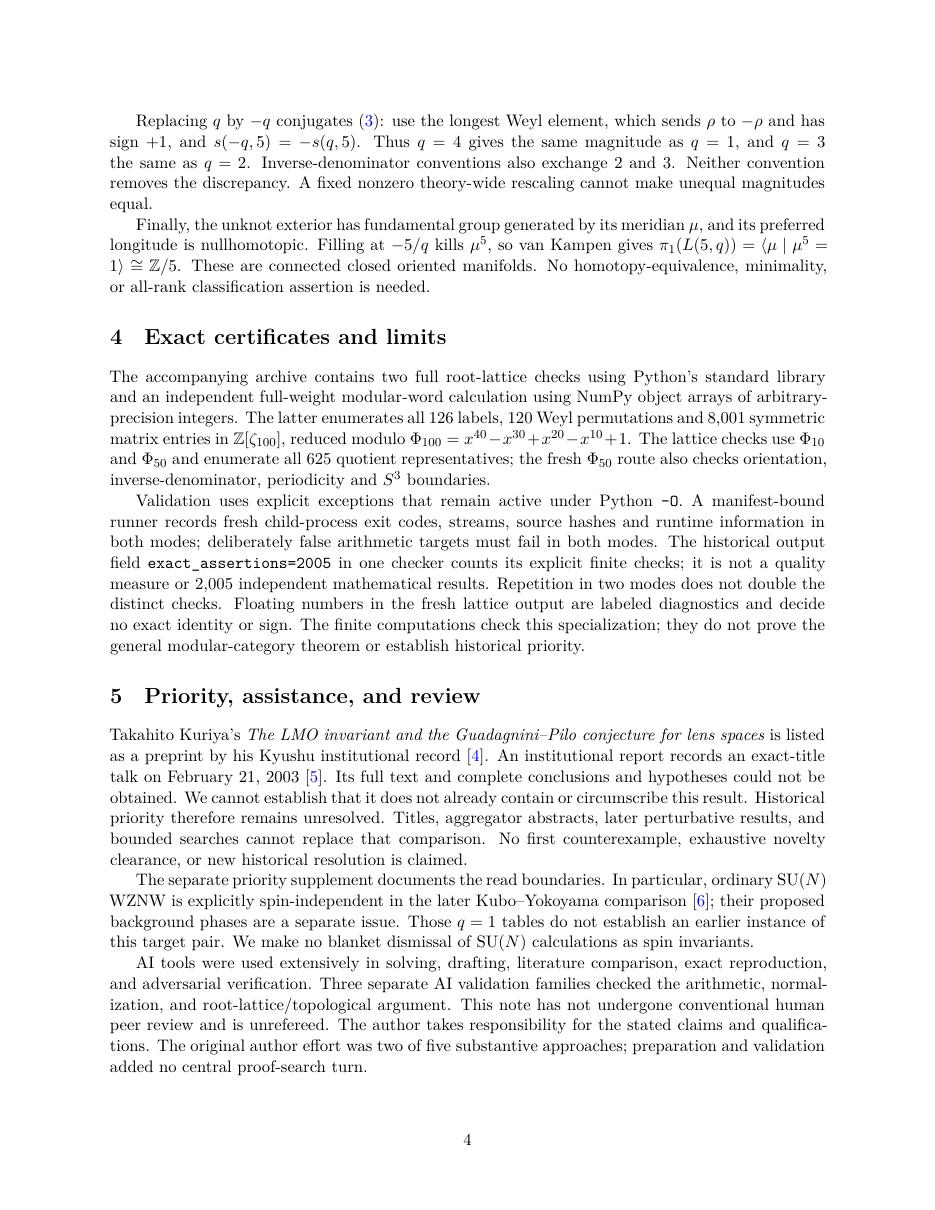 Replacing q by −q conjugates (3): use the longest Weyl element, which sends ρ to −ρ and has
sign +1, and s(−q, 5) = −s(q, 5). Thus q = 4 gives the same magnitude as q = 1, and q = 3
the same as q = 2. Inverse-denominator conventions also exchange 2 and 3. Neither convention
removes the discrepancy. A fixed nonzero theory-wide rescaling cannot make unequal magnitudes
equal.
Finally, the unknot exterior has fundamental group generated by its meridian μ, and its preferred
longitude is nullhomotopic. Filling at −5/q kills μ⁵, so van Kampen gives π₁(L(5, q)) = ⟨μ | μ⁵ =
1⟩ ≅ ℤ/5. These are connected closed oriented manifolds. No homotopy-equivalence, minimality,
or all-rank classification assertion is needed.
4 Exact certificates and limits
The accompanying archive contains two full root-lattice checks using Python's standard library
and an independent full-weight modular-word calculation using NumPy object arrays of arbitrary-
precision integers. The latter enumerates all 126 labels, 120 Weyl permutations and 8,001 symmetric
matrix entries in ℤ[ζ₁₀₀], reduced modulo Φ₁₀₀ = x⁴⁰−x³⁰+x²⁰−x¹⁰+1. The lattice checks use Φ₁₀
and Φ₅₀ and enumerate all 625 quotient representatives; the fresh Φ₅₀ route also checks orientation,
inverse-denominator, periodicity and S³ boundaries.
Validation uses explicit exceptions that remain active under Python -O. A manifest-bound
runner records fresh child-process exit codes, streams, source hashes and runtime information in
both modes; deliberately false arithmetic targets must fail in both modes. The historical output
field exact_assertions=2005 in one checker counts its explicit finite checks; it is not a quality
measure or 2,005 independent mathematical results. Repetition in two modes does not double the
distinct checks. Floating numbers in the fresh lattice output are labeled diagnostics and decide
no exact identity or sign. The finite computations check this specialization; they do not prove the
general modular-category theorem or establish historical priority.
5 Priority, assistance, and review
Takahito Kuriya's The LMO invariant and the Guadagnini–Pilo conjecture for lens spaces is listed
as a preprint by his Kyushu institutional record [4]. An institutional report records an exact-title
talk on February 21, 2003 [5]. Its full text and complete conclusions and hypotheses could not be
obtained. We cannot establish that it does not already contain or circumscribe this result. Historical
priority therefore remains unresolved. Titles, aggregator abstracts, later perturbative results, and
bounded searches cannot replace that comparison. No first counterexample, exhaustive novelty
clearance, or new historical resolution is claimed.
The separate priority supplement documents the read boundaries. In particular, ordinary SU(N)
WZNW is explicitly spin-independent in the later Kubo–Yokoyama comparison [6]; their proposed
background phases are a separate issue. Those q = 1 tables do not establish an earlier instance of
this target pair. We make no blanket dismissal of SU(N) calculations as spin invariants.
AI tools were used extensively in solving, drafting, literature comparison, exact reproduction,
and adversarial verification. Three separate AI validation families checked the arithmetic, normal-
ization, and root-lattice/topological argument. This note has not undergone conventional human
peer review and is unrefereed. The author takes responsibility for the stated claims and qualifica-
tions. The original author effort was two of five substantive approaches; preparation and validation
added no central proof-search turn.
4